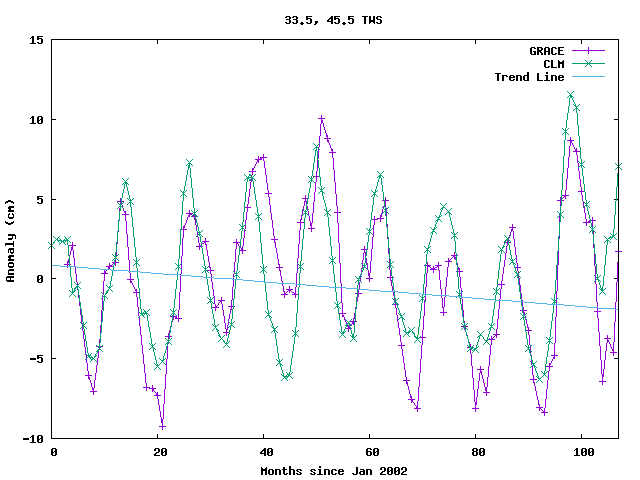 33.5, 45.5 TWS
GRACE
CLM
Trend Line
15
10
5
0
-5
-10
Anomaly (cm)
0 20 40 60 80 100
Months since Jan 2002